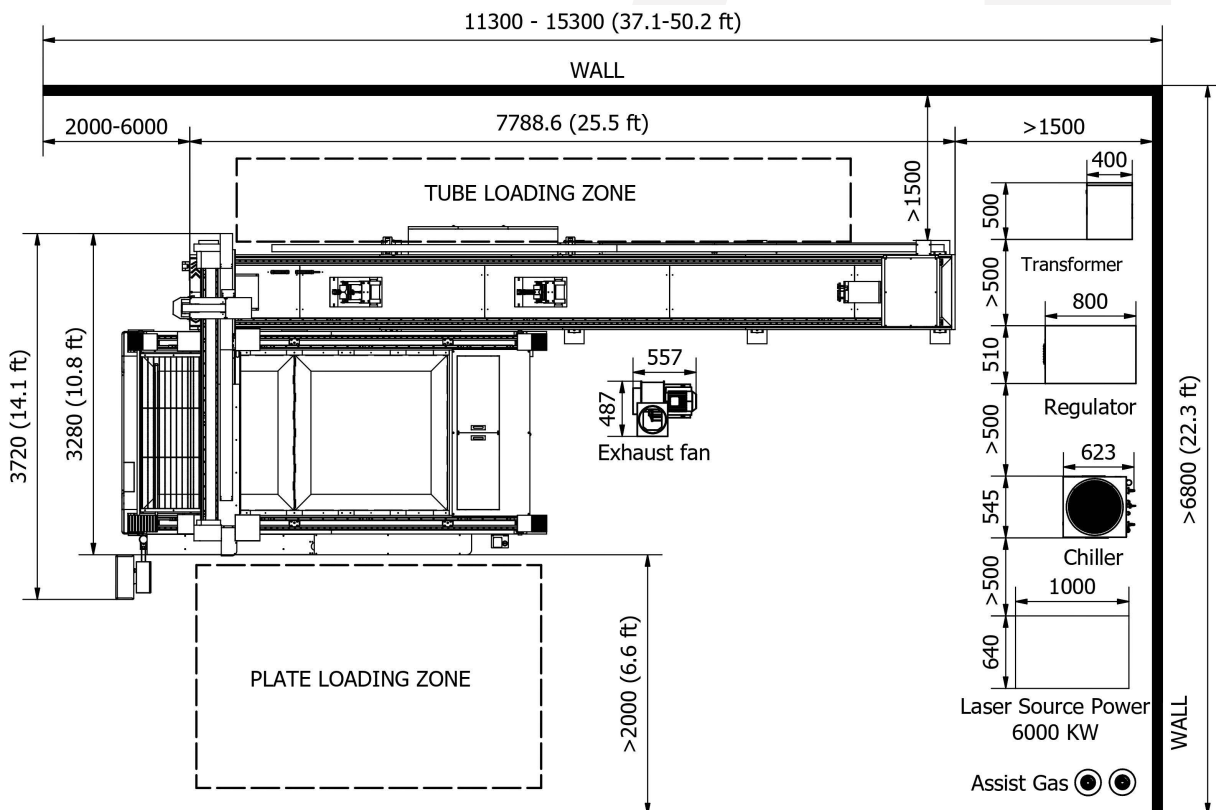 11300 - 15300 (37.1-50.2 ft)
WALL
2000-6000
7788.6 (25.5 ft)
>1500
TUBE LOADING ZONE
>1500
400
500
Transformer
>500
800
510
Regulator
>500
623
545
Chiller
>500
1000
640
Laser Source Power
6000 KW
Assist Gas
WALL
>6800 (22.3 ft)
3720 (14.1 ft)
3280 (10.8 ft)
557
487
Exhaust fan
PLATE LOADING ZONE
>2000 (6.6 ft)